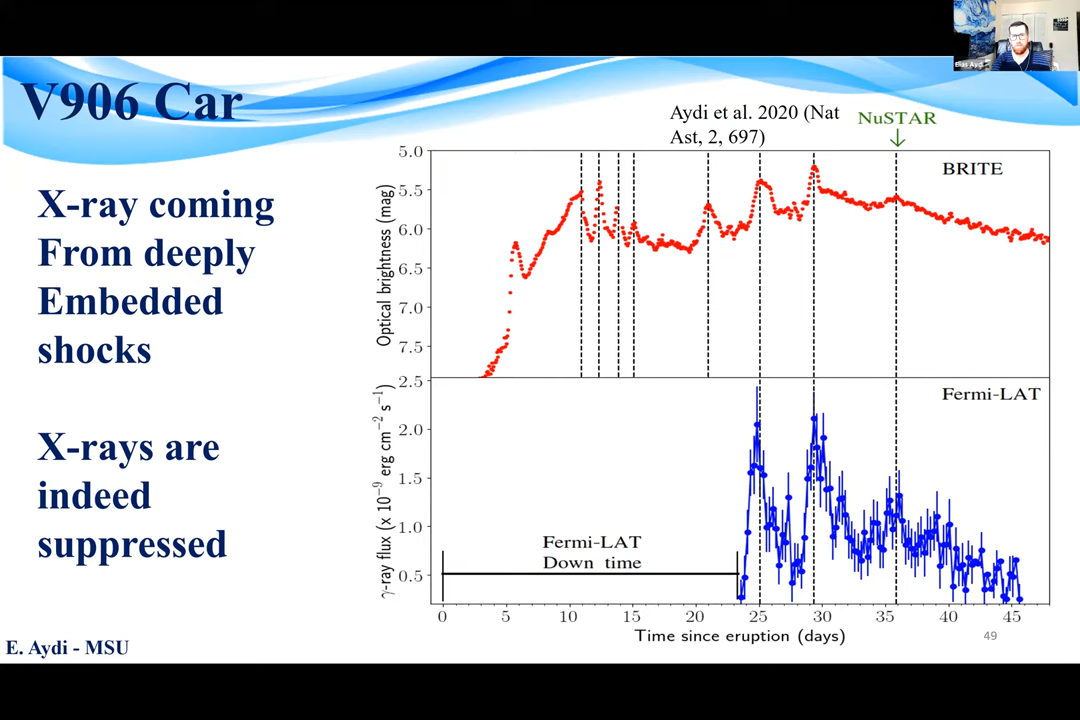 Elias Aydi
V906 Car
Aydi et al. 2020 (Nat
Ast, 2, 697)
NuSTAR
X-ray coming
From deeply
Embedded
shocks
X-rays are
indeed
suppressed
BRITE
Optical brightness (mag)
5.0
5.5
6.0
6.5
7.0
7.5
Fermi-LAT
γ-ray flux (x 10⁻⁹ erg cm⁻² s⁻¹)
2.5
2.0
1.5
1.0
0.5
Fermi-LAT
Down time
0 5 10 15 20 25 30 35 40 45
Time since eruption (days)
49
E. Aydi - MSU